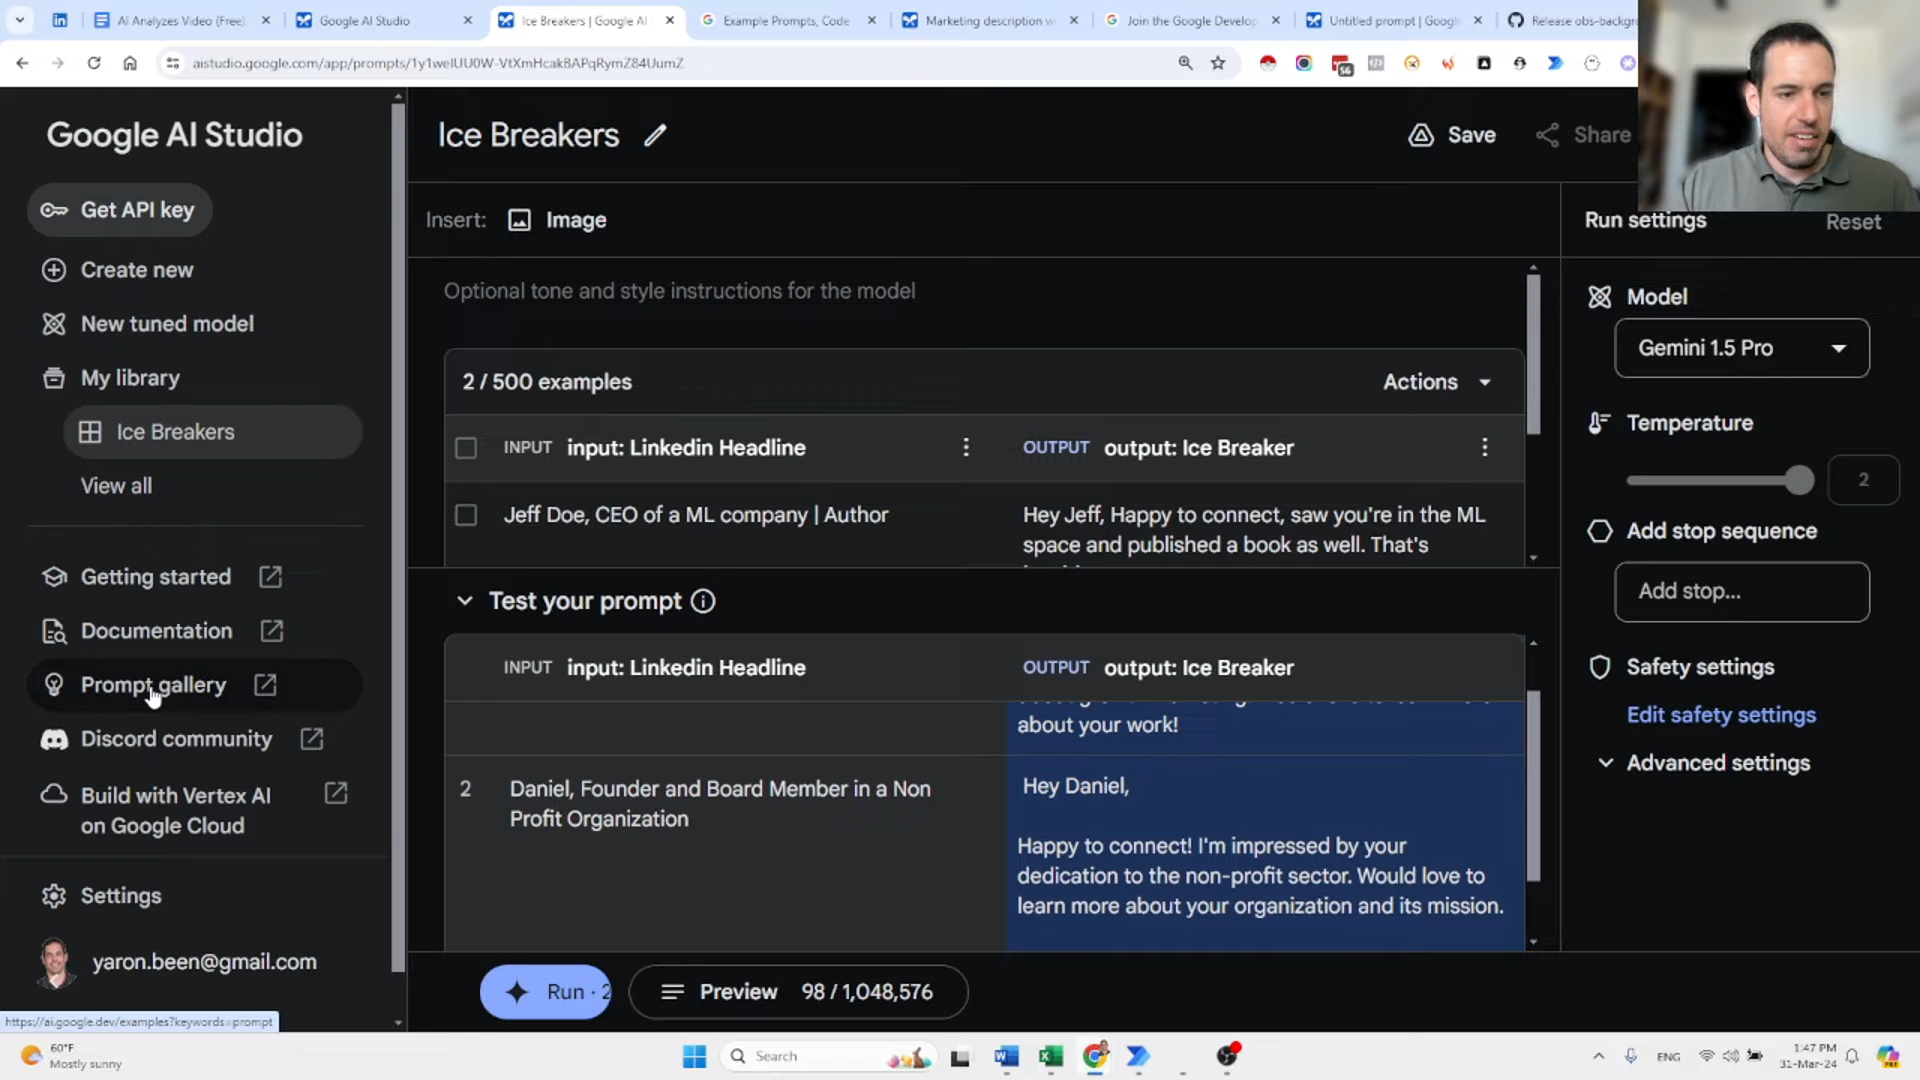 AI Analyzes Video (Free)
Google AI Studio
Ice Breakers | Google AI
Example Prompts, Code
Marketing description w
Join the Google Develop
Untitled prompt | Googl
Release obs-backgro
aistudio.google.com/app/prompts/1y1welUU0W-VtXmHcakBAPqRymZ84UumZ
56
Google AI Studio
Get API key
Create new
New tuned model
My library
Ice Breakers
View all
Getting started
Documentation
Prompt gallery
Discord community
Build with Vertex AI
on Google Cloud
Settings
yaron.been@gmail.com
https://ai.google.dev/examples?keywords=prompt
Ice Breakers
Save
Share
Insert:
Image
Optional tone and style instructions for the model
2 / 500 examples
Actions
INPUT input: Linkedin Headline
OUTPUT output: Ice Breaker
Jeff Doe, CEO of a ML company | Author
Hey Jeff, Happy to connect, saw you're in the ML
space and published a book as well. That's
Test your prompt
INPUT input: Linkedin Headline
OUTPUT output: Ice Breaker
about your work!
2
Daniel, Founder and Board Member in a Non
Profit Organization
Hey Daniel,
Happy to connect! I'm impressed by your
dedication to the non-profit sector. Would love to
learn more about your organization and its mission.
Run · 2
Preview 98 / 1,048,576
Run settings
Reset
Model
Gemini 1.5 Pro
Temperature
2
Add stop sequence
Add stop...
Safety settings
Edit safety settings
Advanced settings
60°F
Mostly sunny
Search
ENG
1:47 PM
31-Mar-24